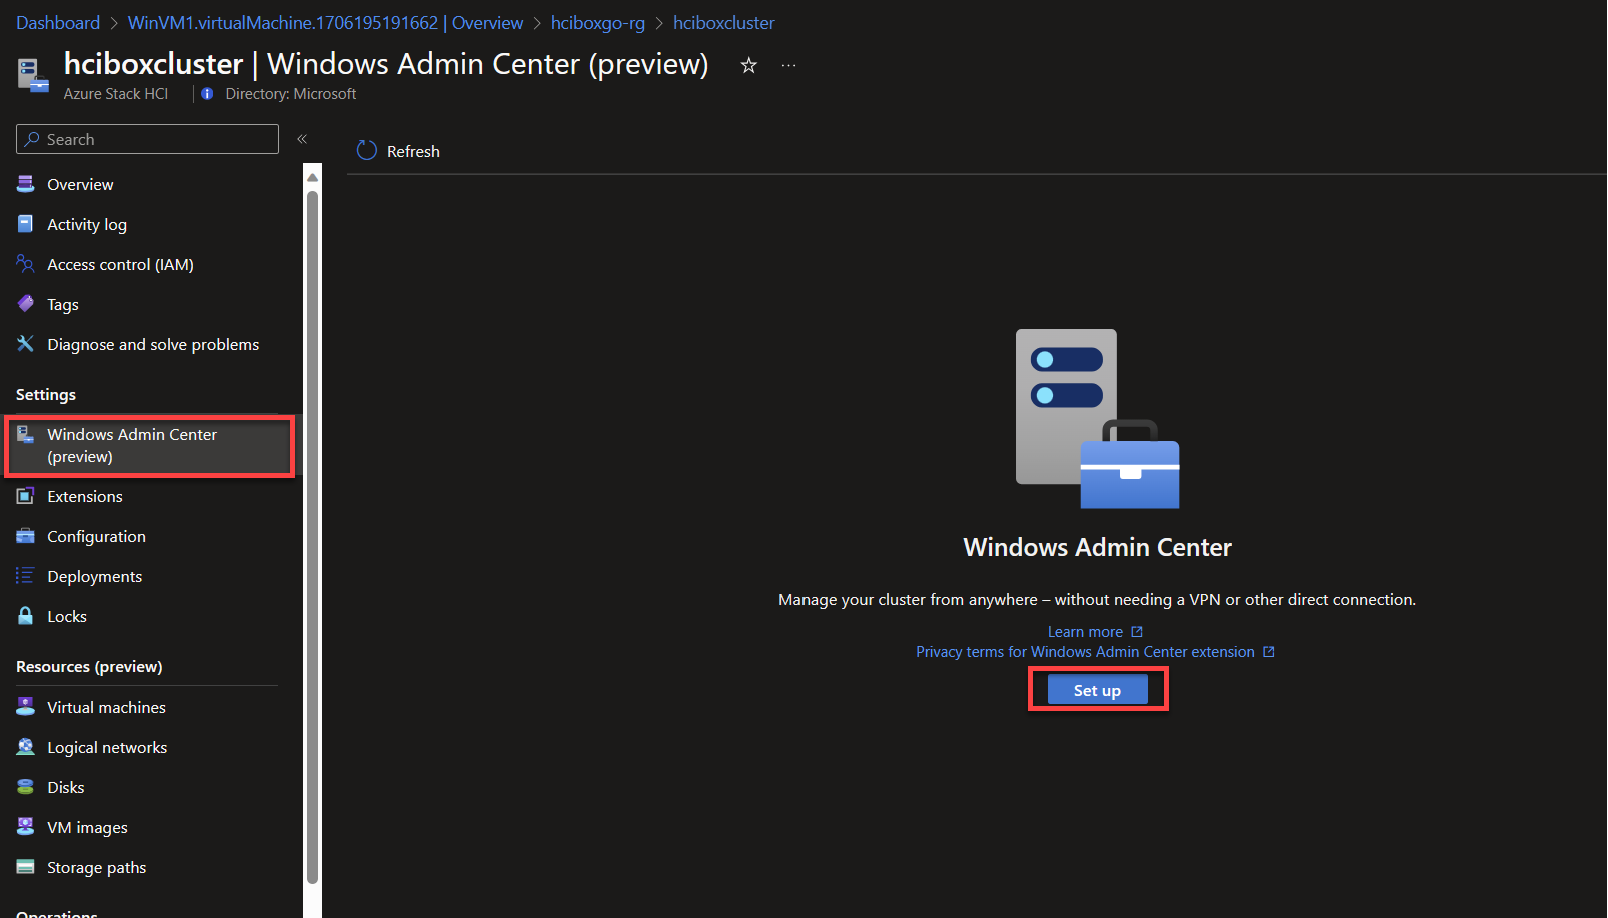 Dashboard > WinVM1.virtualMachine.1706195191662 | Overview > hciboxgo-rg > hciboxcluster
hciboxcluster | Windows Admin Center (preview)
Azure Stack HCI
Directory: Microsoft
Search
Overview
Activity log
Access control (IAM)
Tags
Diagnose and solve problems
Settings
Windows Admin Center
(preview)
Extensions
Configuration
Deployments
Locks
Resources (preview)
Virtual machines
Logical networks
Disks
VM images
Storage paths
Operations
Refresh
Windows Admin Center
Manage your cluster from anywhere – without needing a VPN or other direct connection.
Learn more
Privacy terms for Windows Admin Center extension
Set up